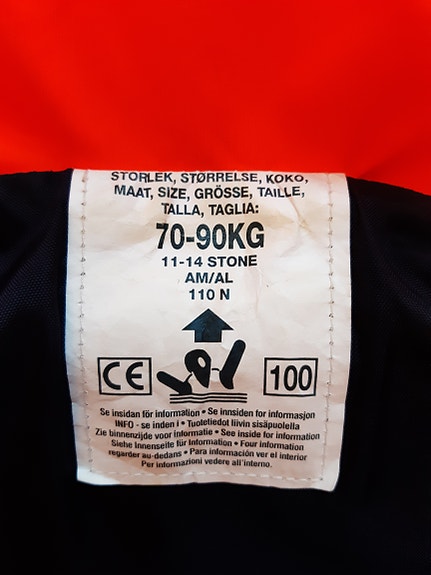 STORLEK, STØRRELSE, KOKO,
MAAT, SIZE, GRÖSSE, TAILLE,
TALLA, TAGLIA:
70-90KG
11-14 STONE
AM/AL
110 N
CE 100
Se insidan för information • Se innsiden for informasjon
INFO - se inden i • Tuotetiedot liivin sisäpuolella
Zie binnenzijde voor informatie • See inside for information
Siehe Innenseite für Information • Four information
regarder au-dedans • Para información ver el interior
Per informazioni vedere all'interno.